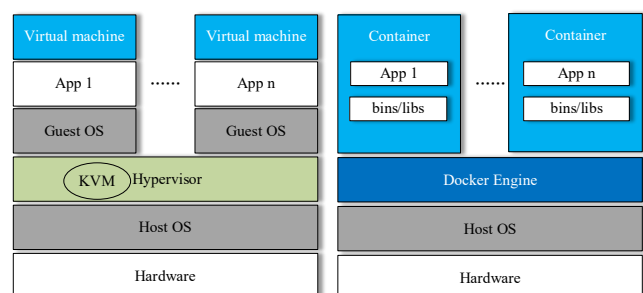 Virtual machine
Virtual machine
App 1
......
App n
Guest OS
Guest OS
KVM Hypervisor
Host OS
Hardware
Container
Container
App 1
......
App n
bins/libs
bins/libs
Docker Engine
Host OS
Hardware